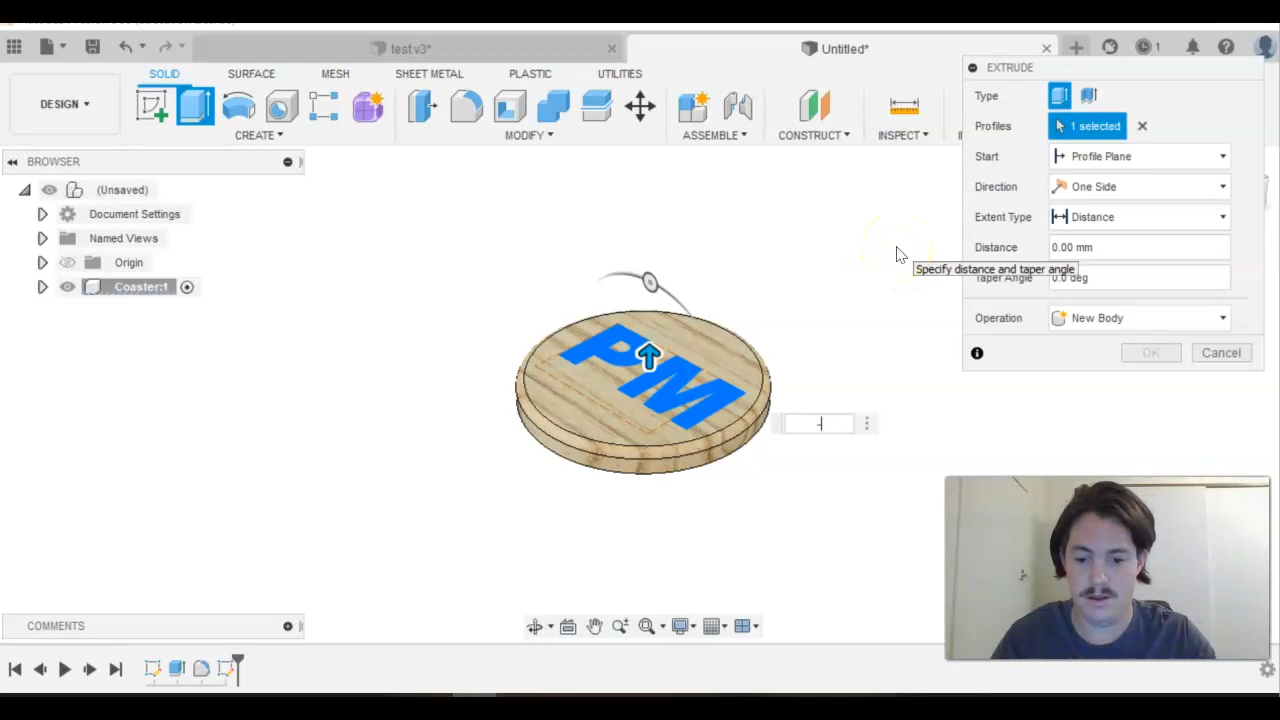 test v3*
Untitled*
1
DESIGN
SOLID
SURFACE
MESH
SHEET METAL
PLASTIC
UTILITIES
CREATE
MODIFY
ASSEMBLE
CONSTRUCT
INSPECT
EXTRUDE
Type
Profiles
1 selected
Start
Profile Plane
Direction
One Side
Extent Type
Distance
Distance
0.00 mm
Specify distance and taper angle
Taper Angle
0.0 deg
Operation
New Body
OK
Cancel
BROWSER
(Unsaved)
Document Settings
Named Views
Origin
Coaster:1
PM
-
COMMENTS